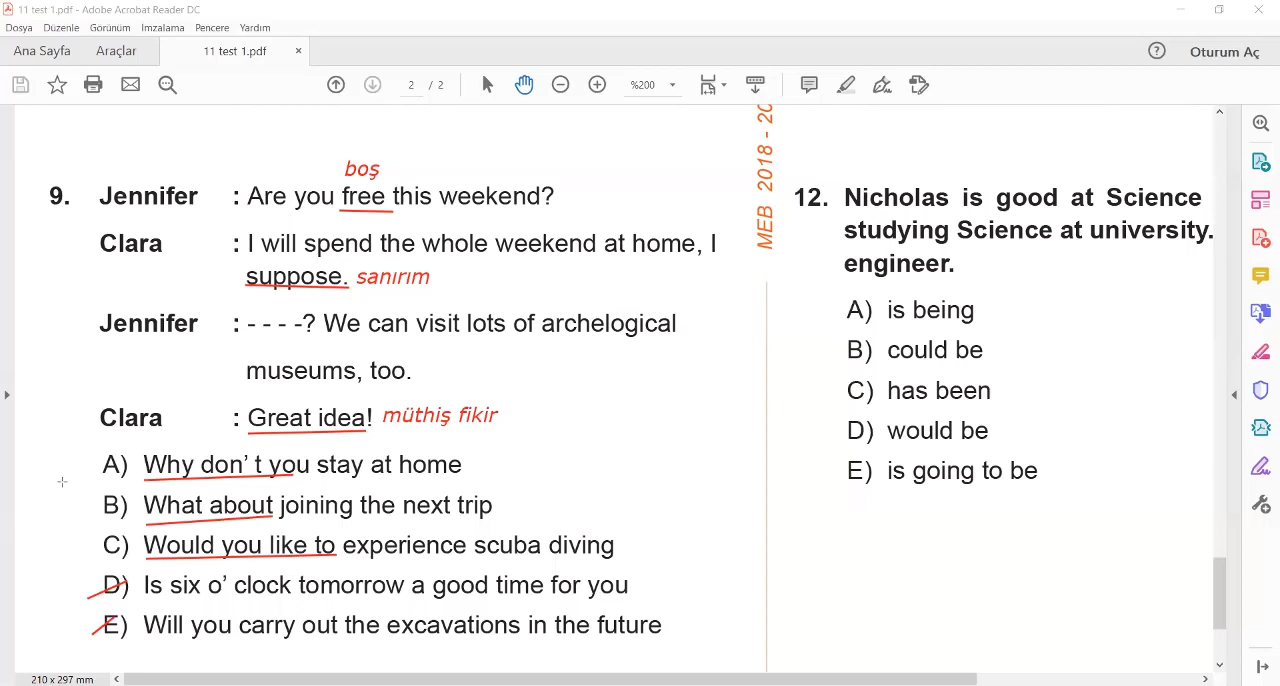 11 test 1.pdf - Adobe Acrobat Reader DC
Dosya Düzenle Görünüm İmzalama Pencere Yardım
Ana Sayfa Araçlar 11 test 1.pdf × ? Oturum Aç
2 / 2 %200
MEB 2018 - 20
boş
9. Jennifer : Are you free this weekend?
Clara : I will spend the whole weekend at home, I
suppose. sanırım
Jennifer : - - - -? We can visit lots of archelogical
museums, too.
Clara : Great idea! müthiş fikir
A) Why don' t you stay at home
B) What about joining the next trip
C) Would you like to experience scuba diving
D) Is six o' clock tomorrow a good time for you
E) Will you carry out the excavations in the future
12. Nicholas is good at Science
studying Science at university.
engineer.
A) is being
B) could be
C) has been
D) would be
E) is going to be
210 x 297 mm